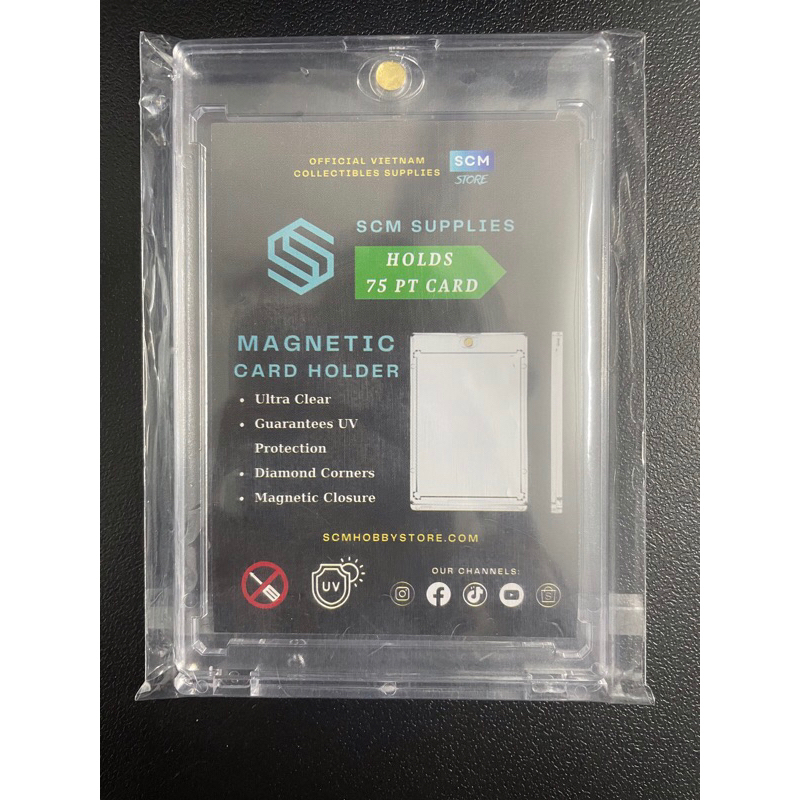 OFFICIAL VIETNAM
COLLECTIBLES SUPPLIES
SCM
STORE
SCM SUPPLIES
HOLDS
75 PT CARD
MAGNETIC
CARD HOLDER
• Ultra Clear
• Guarantees UV
Protection
• Diamond Corners
• Magnetic Closure
SCMHOBBYSTORE.COM
UV
OUR CHANNELS: